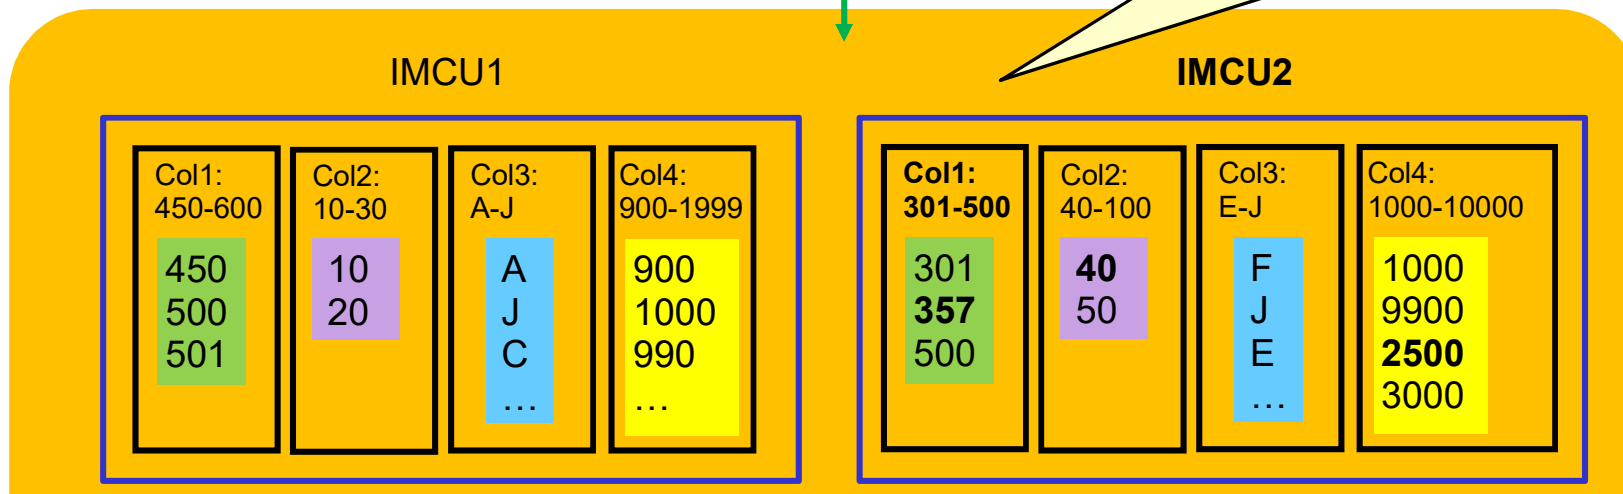 IMCU1
Col1:
450-600
450
500
501
Col2:
10-30
10
20
Col3:
A-J
A
J
C
…
Col4:
900-1999
900
1000
990
…
IMCU2
Col1:
301-500
301
357
500
Col2:
40-100
40
50
Col3:
E-J
F
J
E
…
Col4:
1000-10000
1000
9900
2500
3000